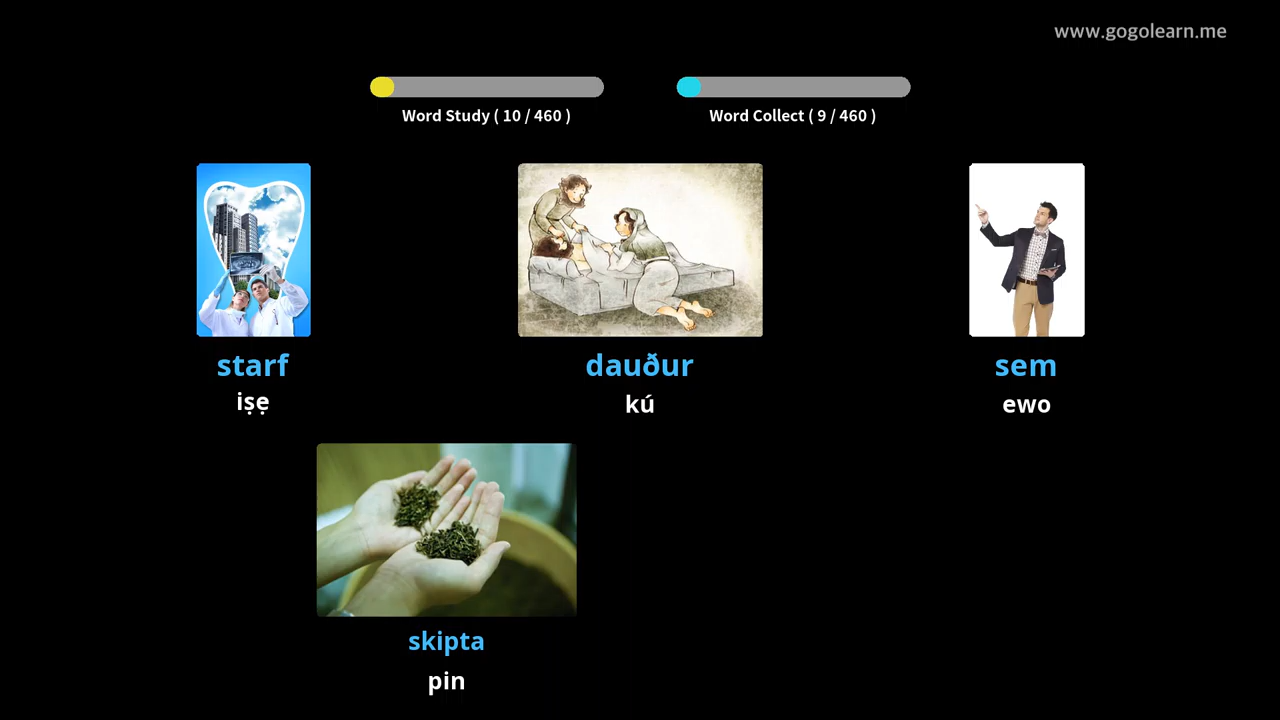 www.gogolearn.me
Word Study ( 10 / 460 )
Word Collect ( 9 / 460 )
starf
dauður
sem
iṣẹ
kú
ewo
skipta
pin